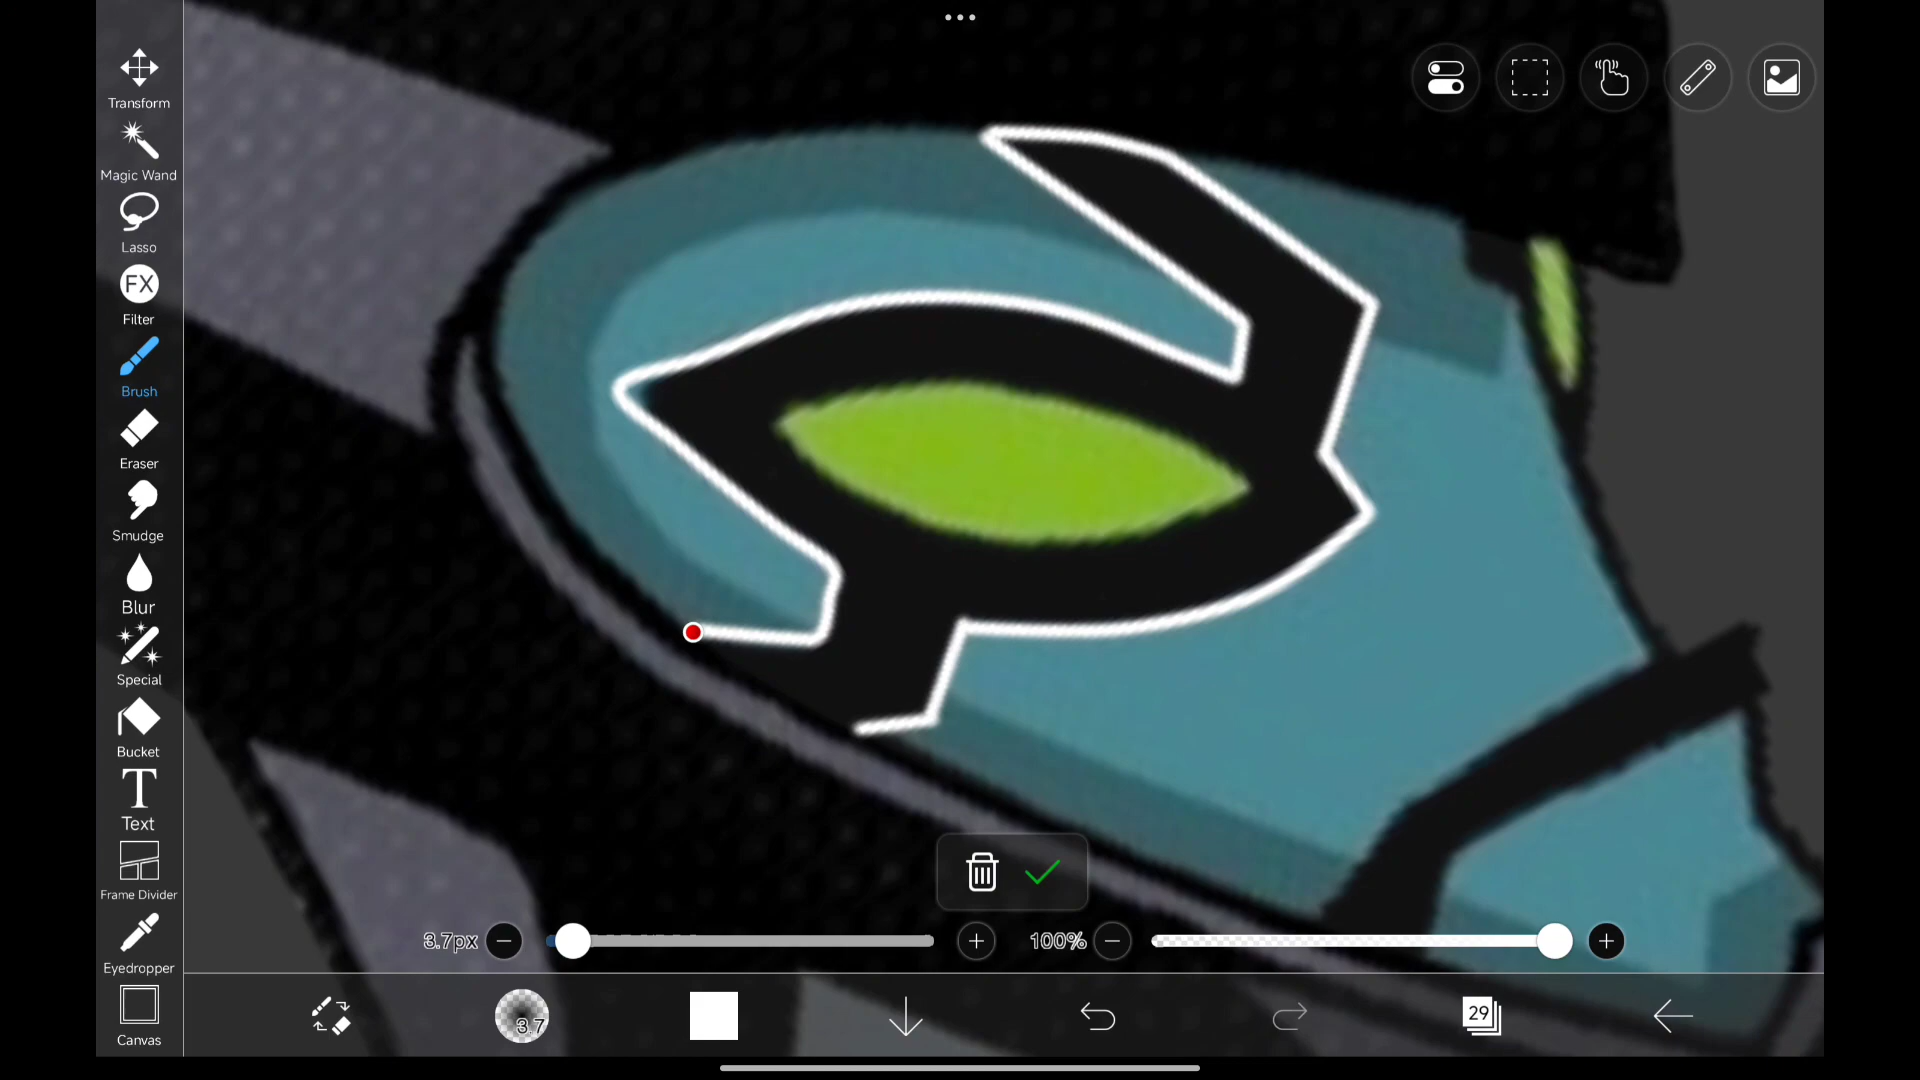 Transform
Magic Wand
Lasso
FX
Filter
Brush
Eraser
Smudge
Blur
Special
Bucket
T
Text
Frame Divider
Eyedropper
Canvas
3.7px
100%
3.7
29